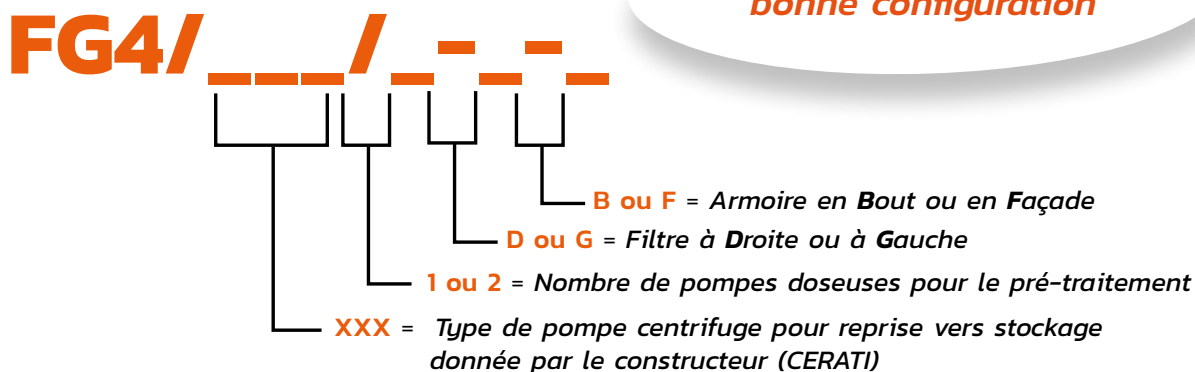 bonne configuration
FG4/___/_-_-_
B ou F = Armoire en Bout ou en Façade
D ou G = Filtre à Droite ou à Gauche
1 ou 2 = Nombre de pompes doseuses pour le pré-traitement
XXX = Type de pompe centrifuge pour reprise vers stockage
donnée par le constructeur (CERATI)